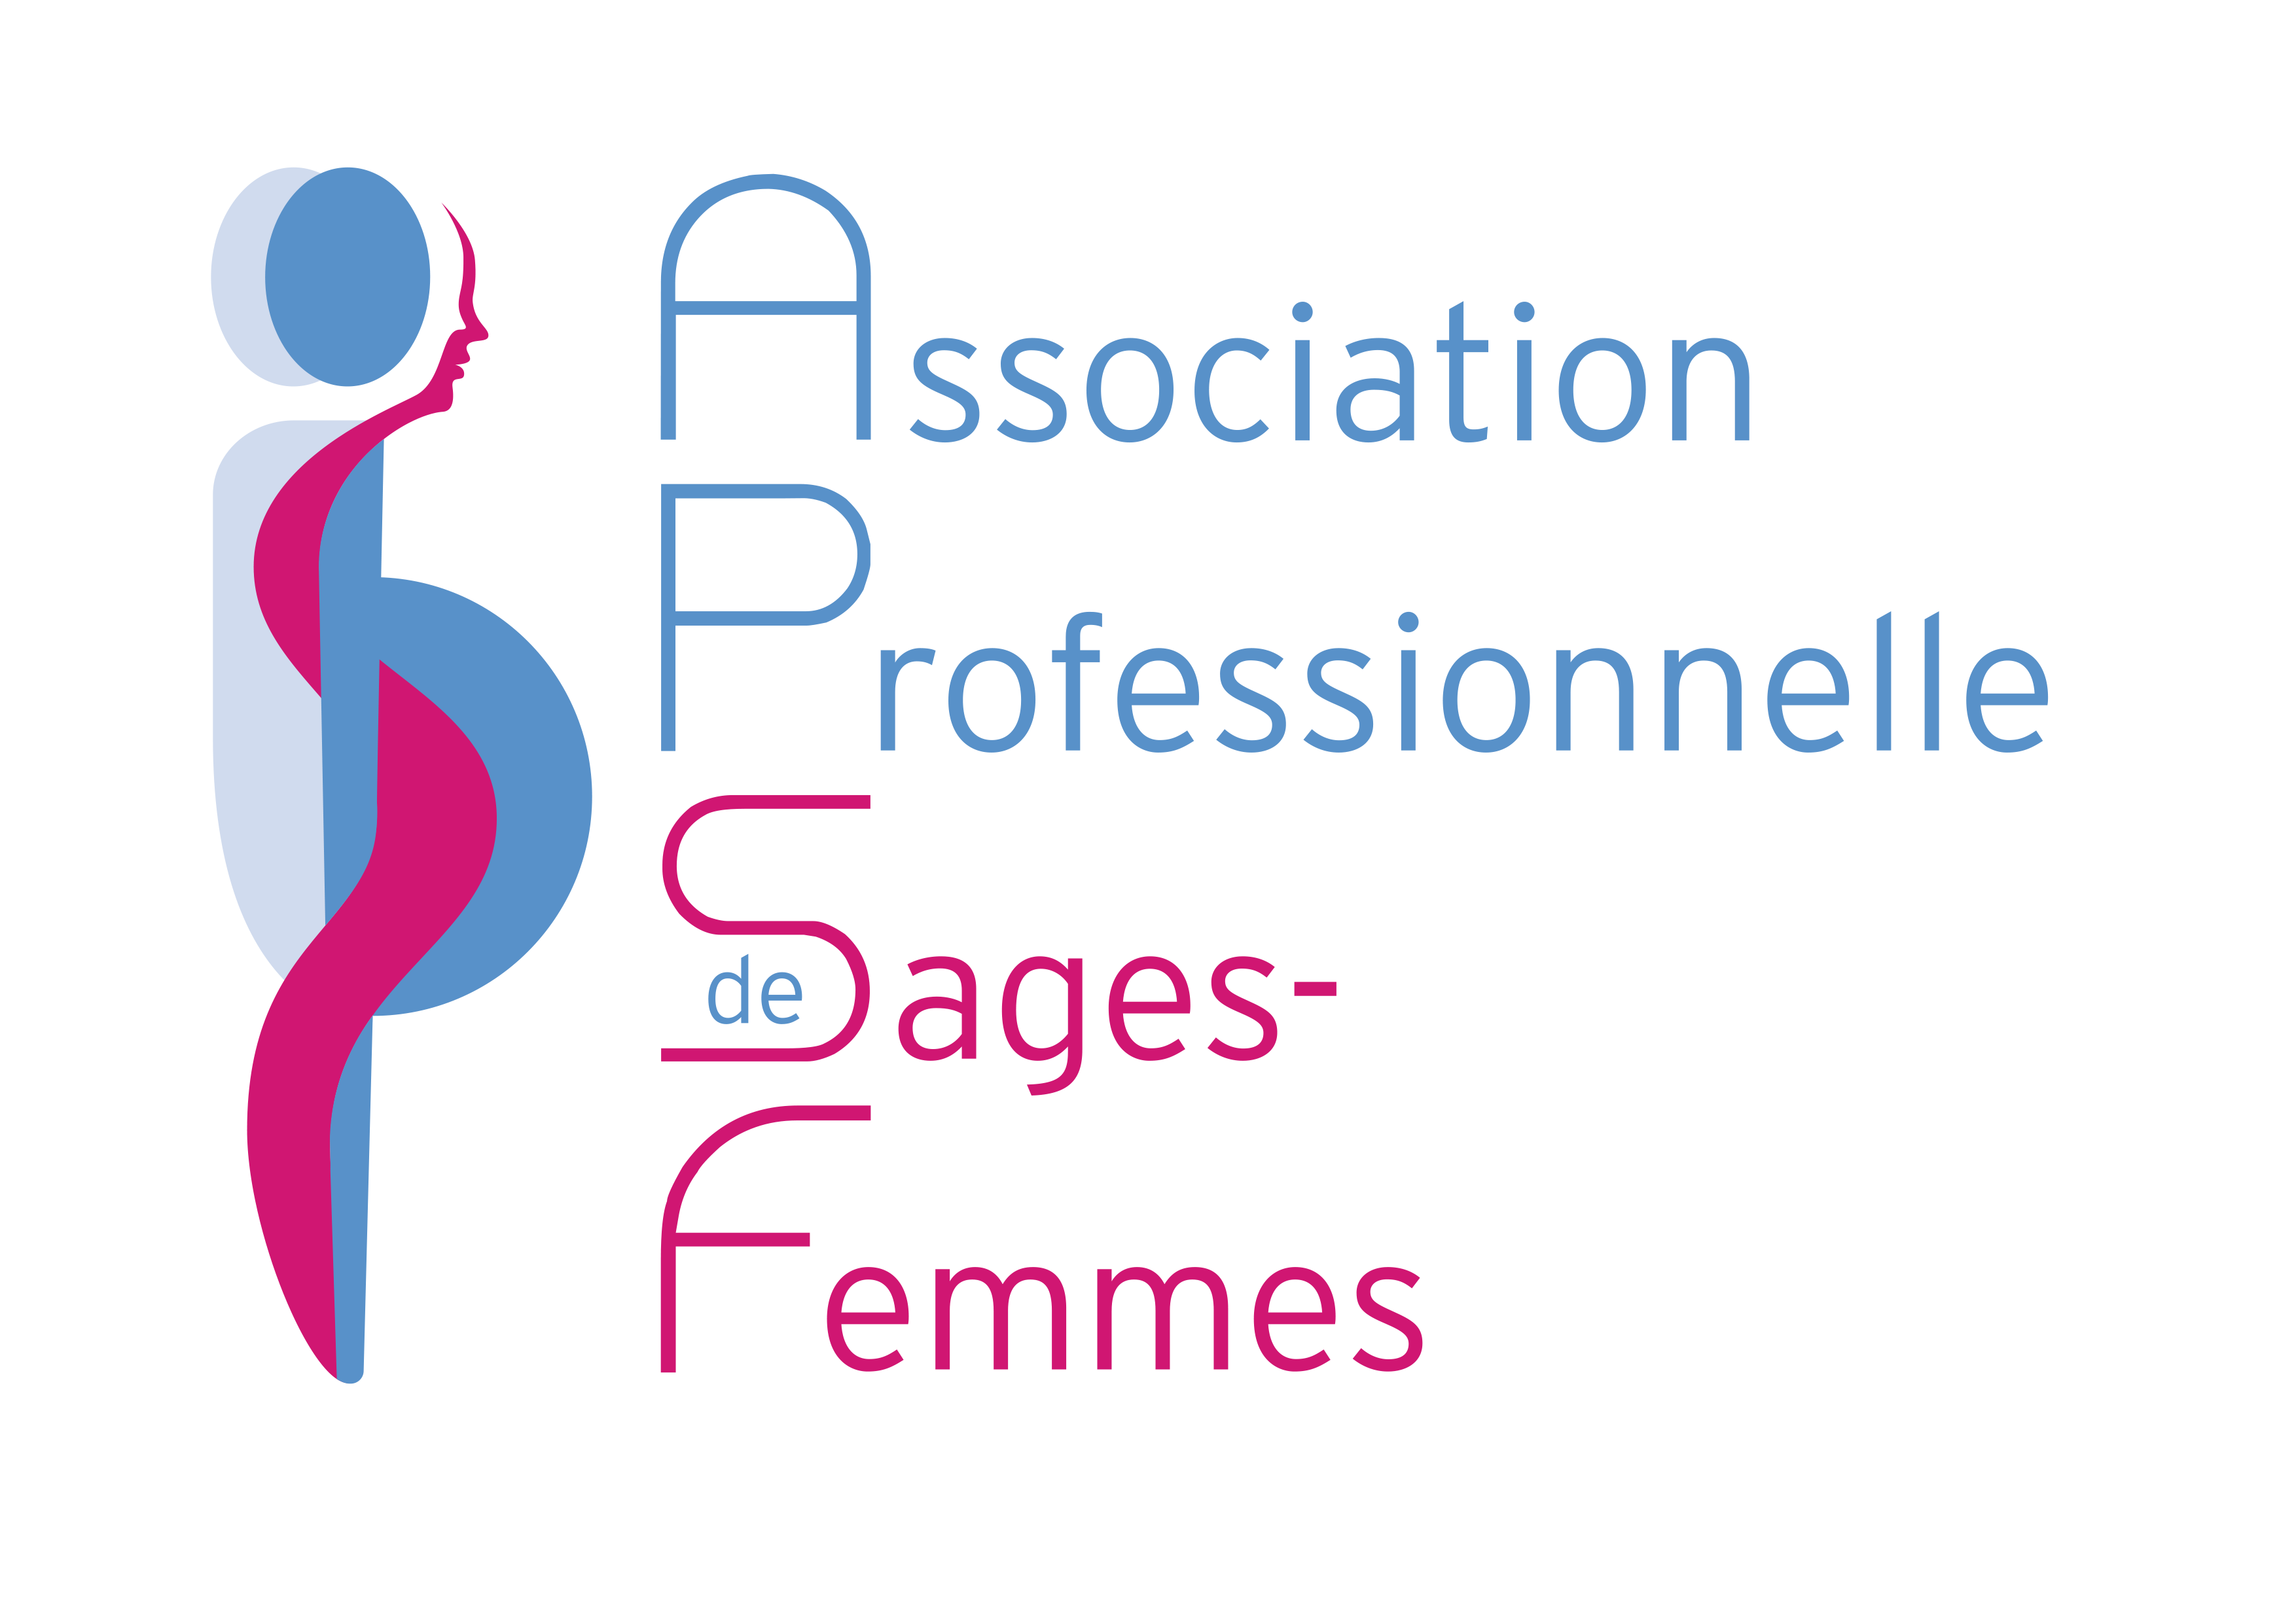 Association
Professionnelle
de Sages-
Femmes